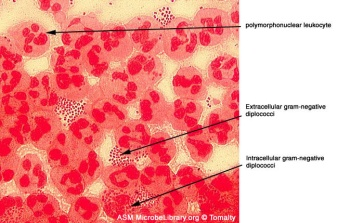 polymorphonuclear leukocyte
Extracellular gram-negative
diplococci
Intracellular gram-negative
diplococci
ASM MicrobeLibrary.org © Tomalty